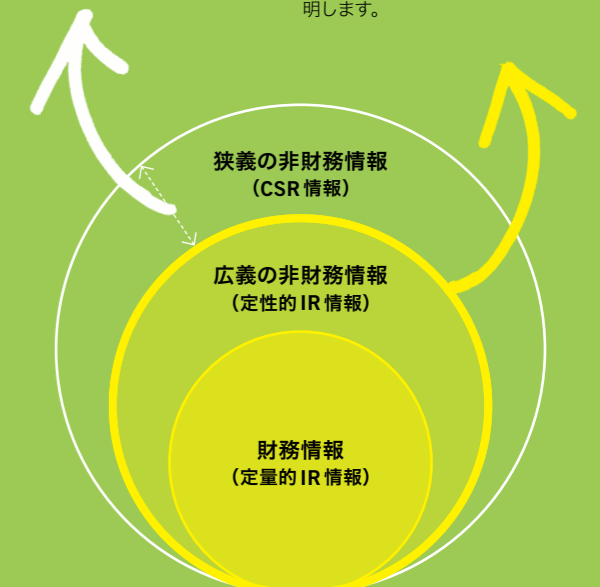 明します。
狭義の非財務情報
（CSR情報）
広義の非財務情報
（定性的IR情報）
財務情報
（定量的IR情報）